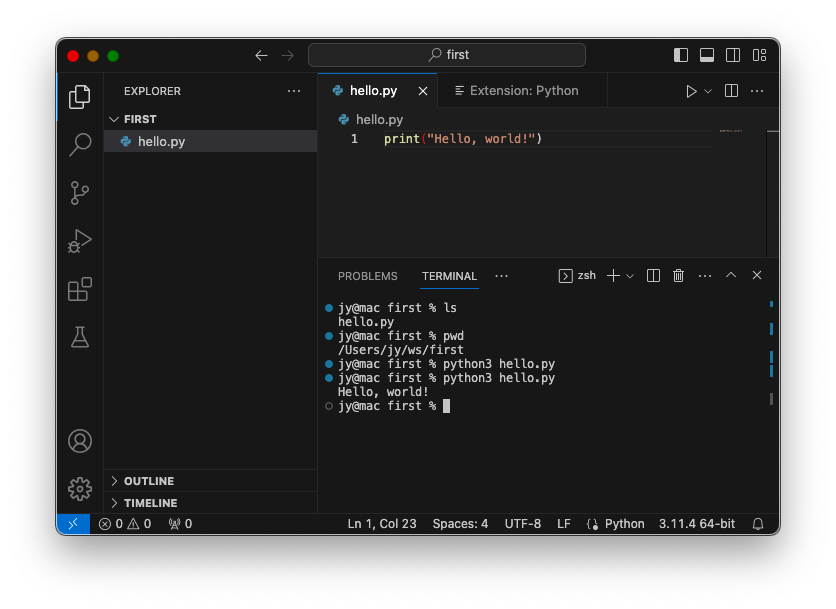 first
EXPLORER
FIRST
hello.py
OUTLINE
TIMELINE
hello.py
Extension: Python
hello.py
1 print("Hello, world!")
PROBLEMS TERMINAL
zsh
jy@mac first % ls
hello.py
jy@mac first % pwd
/Users/jy/ws/first
jy@mac first % python3 hello.py
jy@mac first % python3 hello.py
Hello, world!
jy@mac first %
0 0 0 Ln 1, Col 23 Spaces: 4 UTF-8 LF Python 3.11.4 64-bit